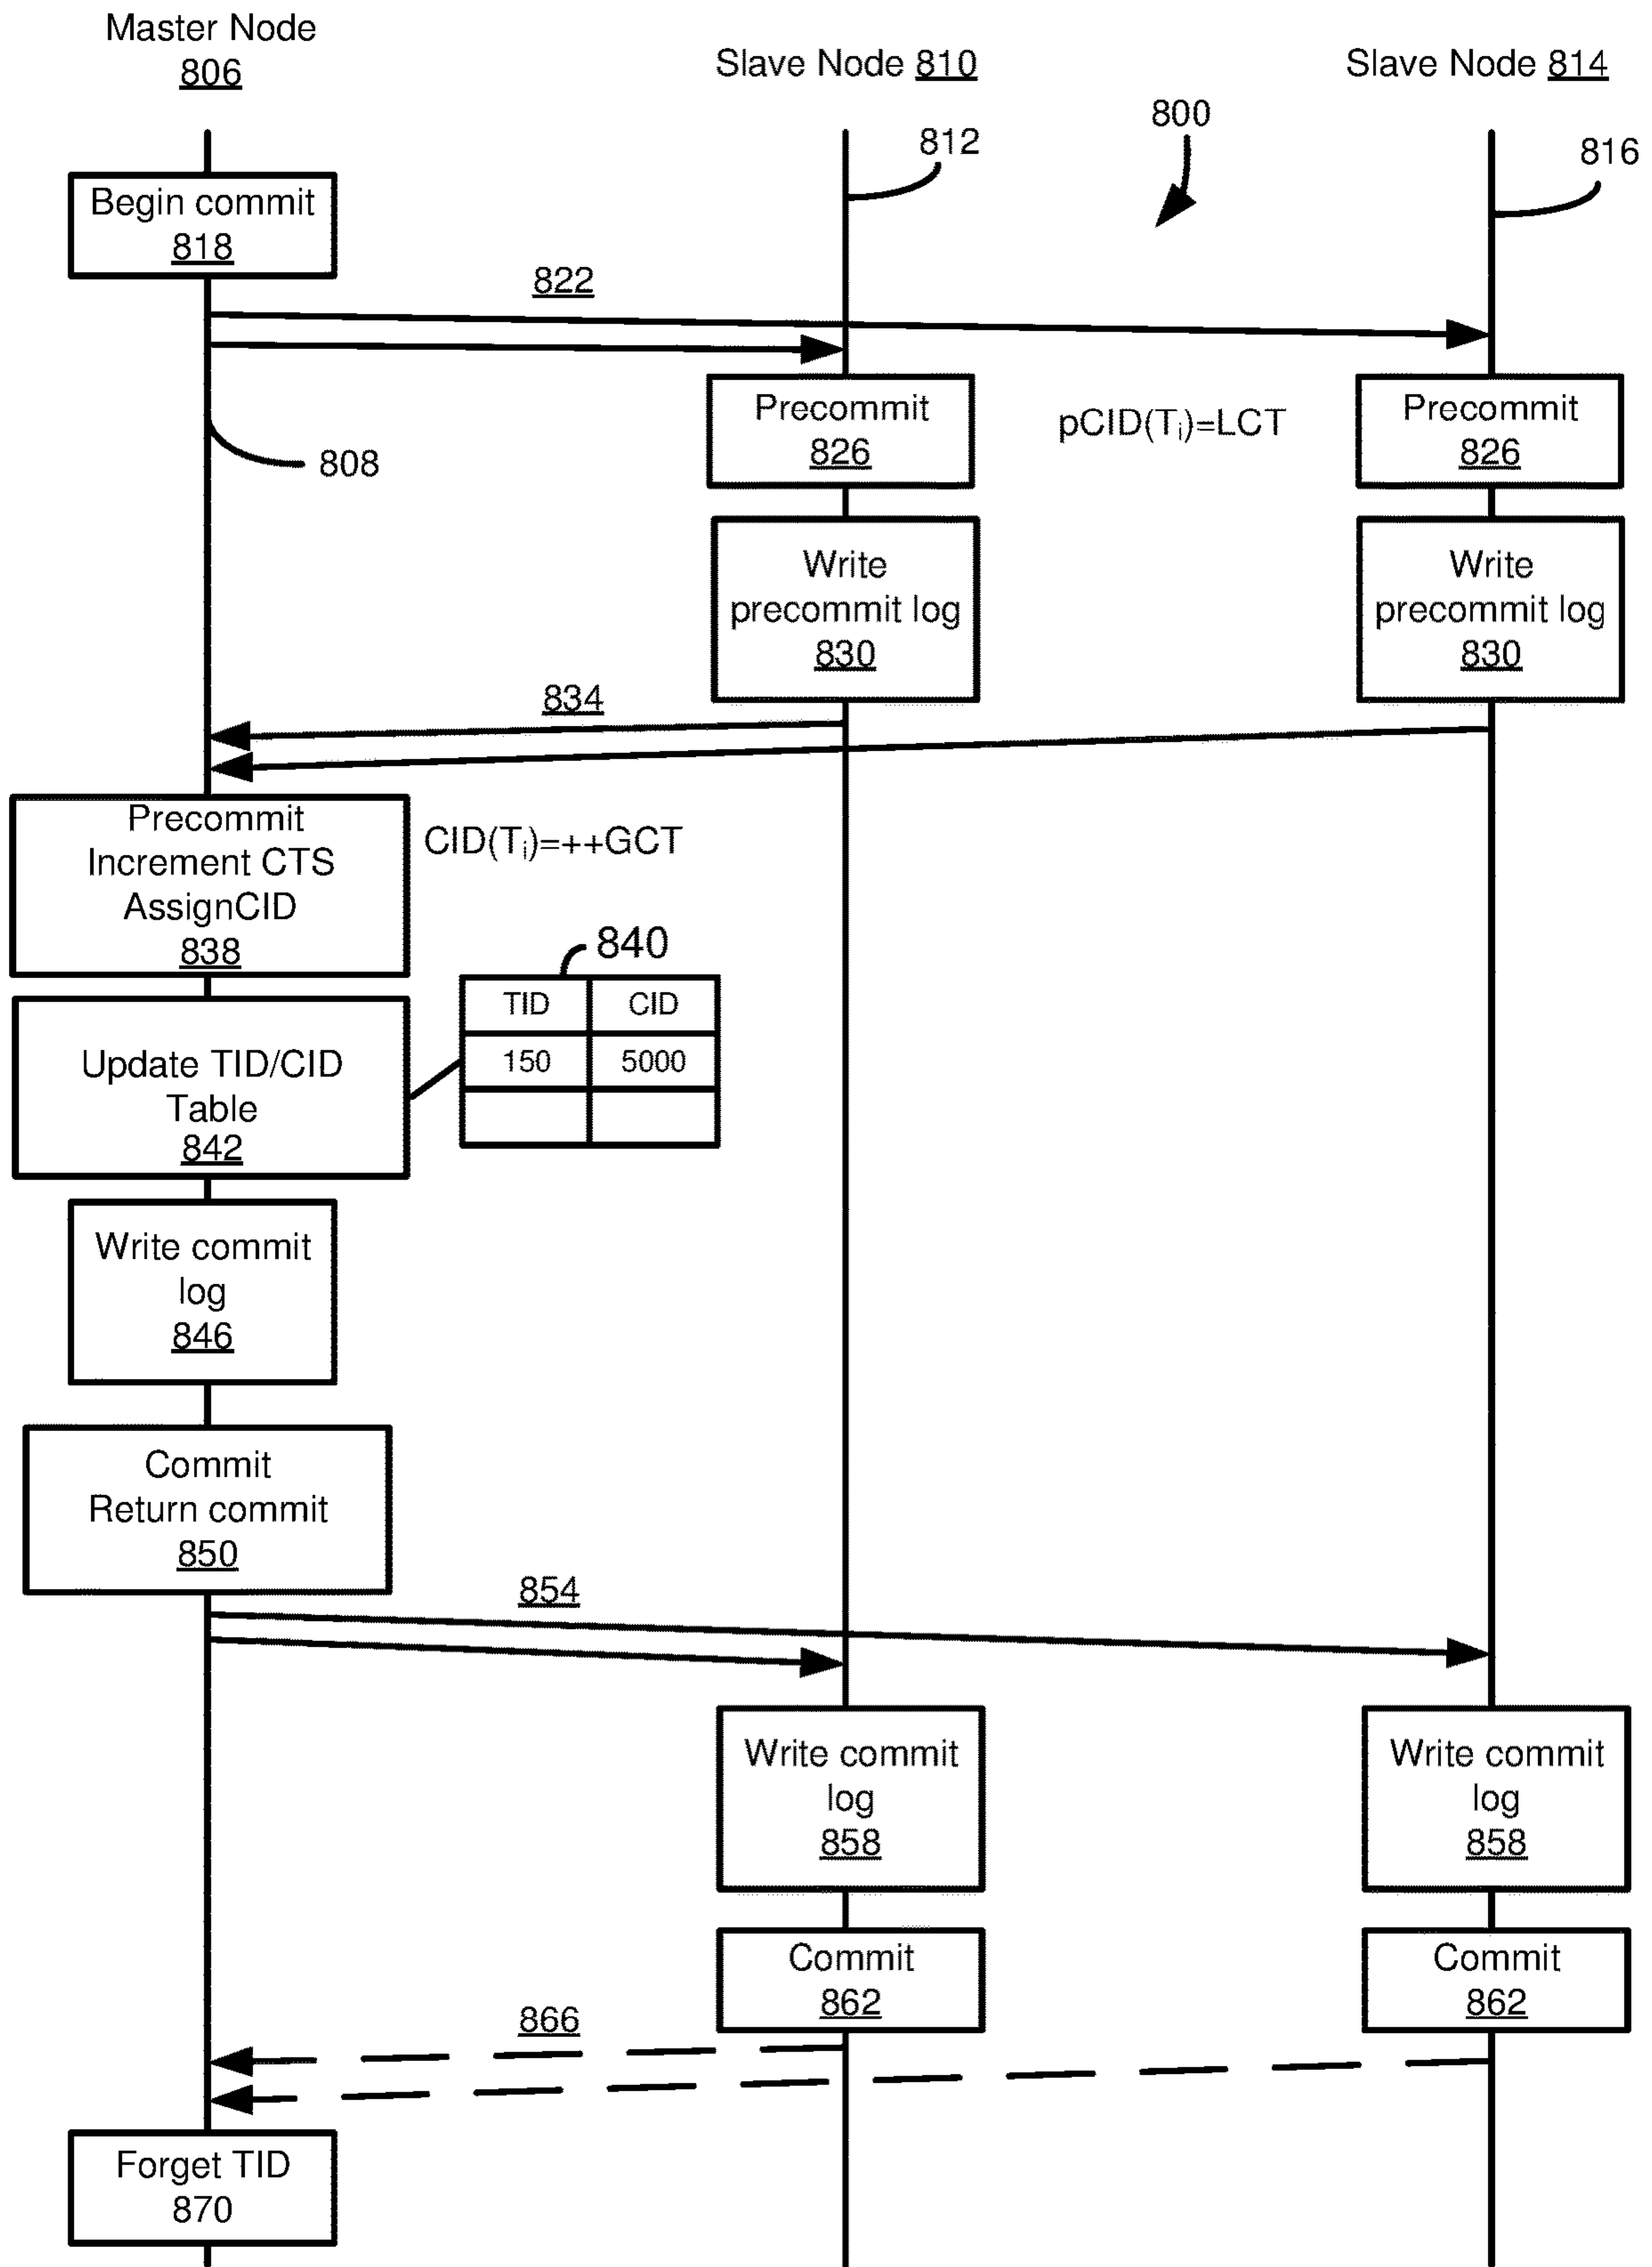 Master Node
806
Slave Node 810
Slave Node 814
800
812
816
Begin commit
818
822
Precommit
826
pCID(Ti)=LCT
Precommit
826
808
Write
precommit log
830
Write
precommit log
830
834
Precommit
Increment CTS
AssignCID
838
CID(Ti)=++GCT
840
TID CID
150 5000
Update TID/CID
Table
842
Write commit
log
846
Commit
Return commit
850
854
Write commit
log
858
Write commit
log
858
Commit
862
Commit
862
866
Forget TID
870